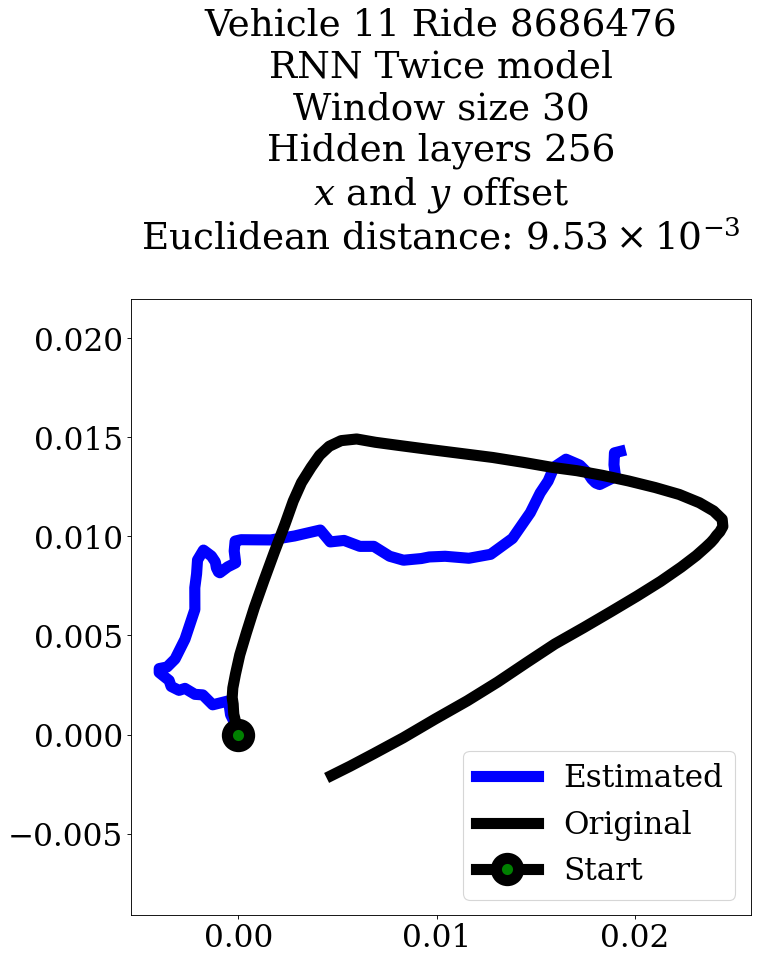 Vehicle 11 Ride 8686476
RNN Twice model
Window size 30
Hidden layers 256
x and y offset
Euclidean distance: 9.53 × 10⁻³
0.020
0.015
0.010
0.005
0.000
−0.005
Estimated
Original
Start
0.00
0.01
0.02